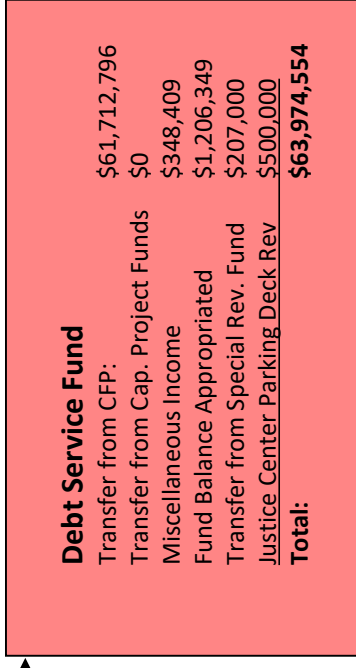 Debt Service Fund
Transfer from CFP: $61,712,796
Transfer from Cap. Project Funds $0
Miscellaneous Income $348,409
Fund Balance Appropriated $1,206,349
Transfer from Special Rev. Fund $207,000
Justice Center Parking Deck Rev $500,000
Total: $63,974,554